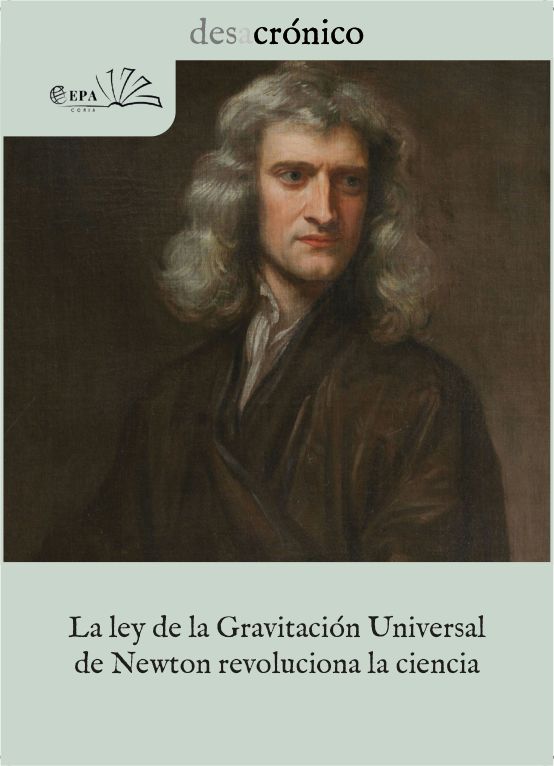 desacrónico
EPA
CORIA
La ley de la Gravitación Universal
de Newton revoluciona la ciencia